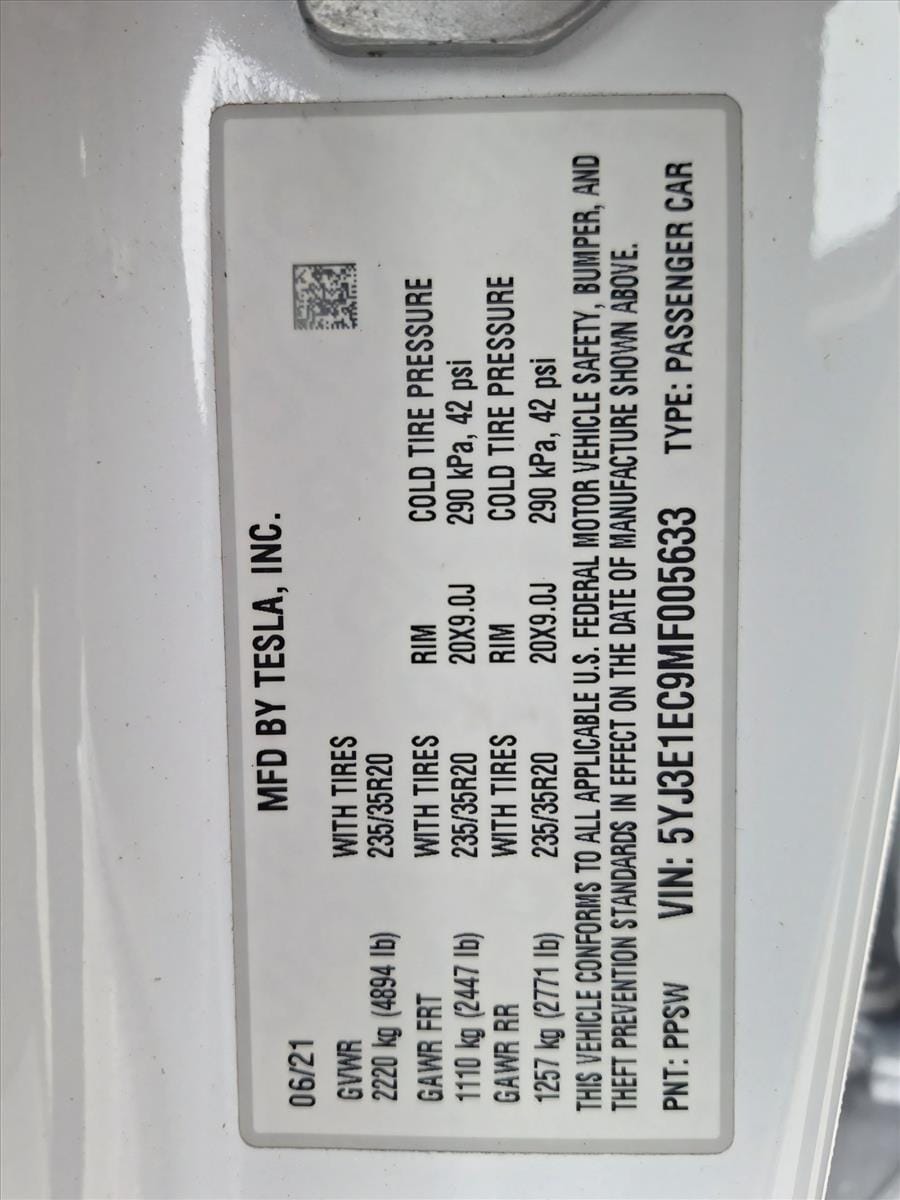 MFD BY TESLA, INC.
06/21
GVWR WITH TIRES
2220 kg (4894 lb) 235/35R20
GAWR FRT WITH TIRES RIM COLD TIRE PRESSURE
1110 kg (2447 lb) 235/35R20 20X9.0J 290 kPa, 42 psi
GAWR RR WITH TIRES RIM COLD TIRE PRESSURE
1257 kg (2771 lb) 235/35R20 20X9.0J 290 kPa, 42 psi
THIS VEHICLE CONFORMS TO ALL APPLICABLE U.S. FEDERAL MOTOR VEHICLE SAFETY, BUMPER, AND
THEFT PREVENTION STANDARDS IN EFFECT ON THE DATE OF MANUFACTURE SHOWN ABOVE.
PNT: PPSW VIN: 5YJ3E1EC9MF005633 TYPE: PASSENGER CAR